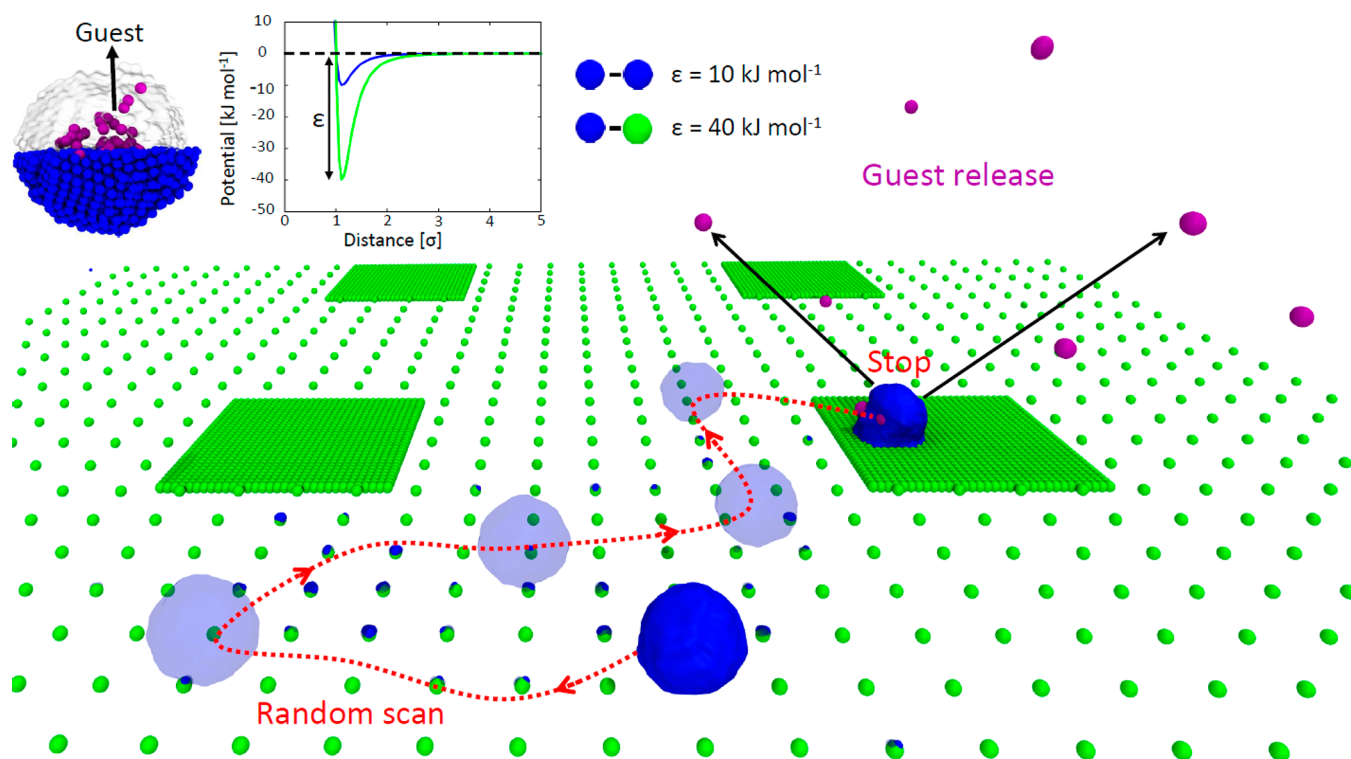 Guest
10
0
-10
-20
-30
-40
-50
Potential [kJ mol⁻¹]
ε
0 1 2 3 4 5
Distance [σ]
ε = 10 kJ mol⁻¹
ε = 40 kJ mol⁻¹
Guest release
Stop
Random scan